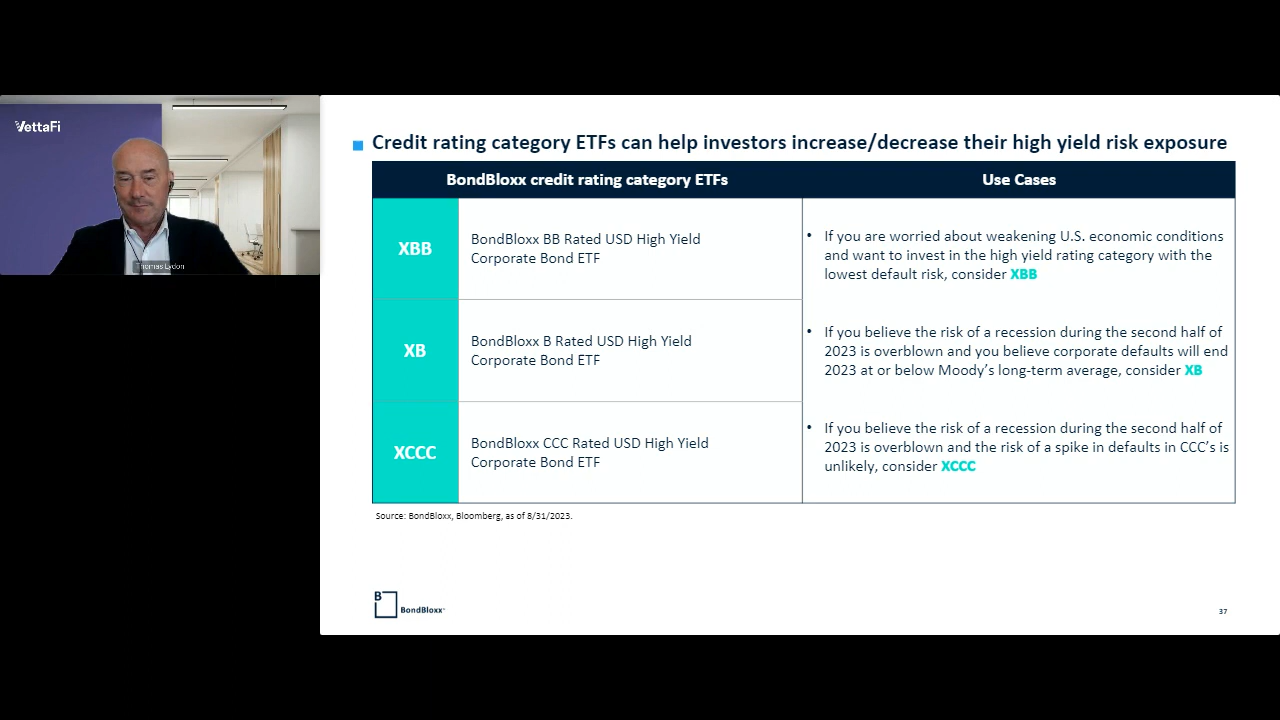 VettaFi
Thomas Lydon
Credit rating category ETFs can help investors increase/decrease their high yield risk exposure
BondBloxx credit rating category ETFs
Use Cases
XBB
BondBloxx BB Rated USD High Yield
Corporate Bond ETF
• If you are worried about weakening U.S. economic conditions
and want to invest in the high yield rating category with the
lowest default risk, consider XBB
XB
BondBloxx B Rated USD High Yield
Corporate Bond ETF
• If you believe the risk of a recession during the second half of
2023 is overblown and you believe corporate defaults will end
2023 at or below Moody’s long-term average, consider XB
XCCC
BondBloxx CCC Rated USD High Yield
Corporate Bond ETF
• If you believe the risk of a recession during the second half of
2023 is overblown and the risk of a spike in defaults in CCC’s is
unlikely, consider XCCC
Source: BondBloxx, Bloomberg, as of 8/31/2023.
B
BondBloxx
37